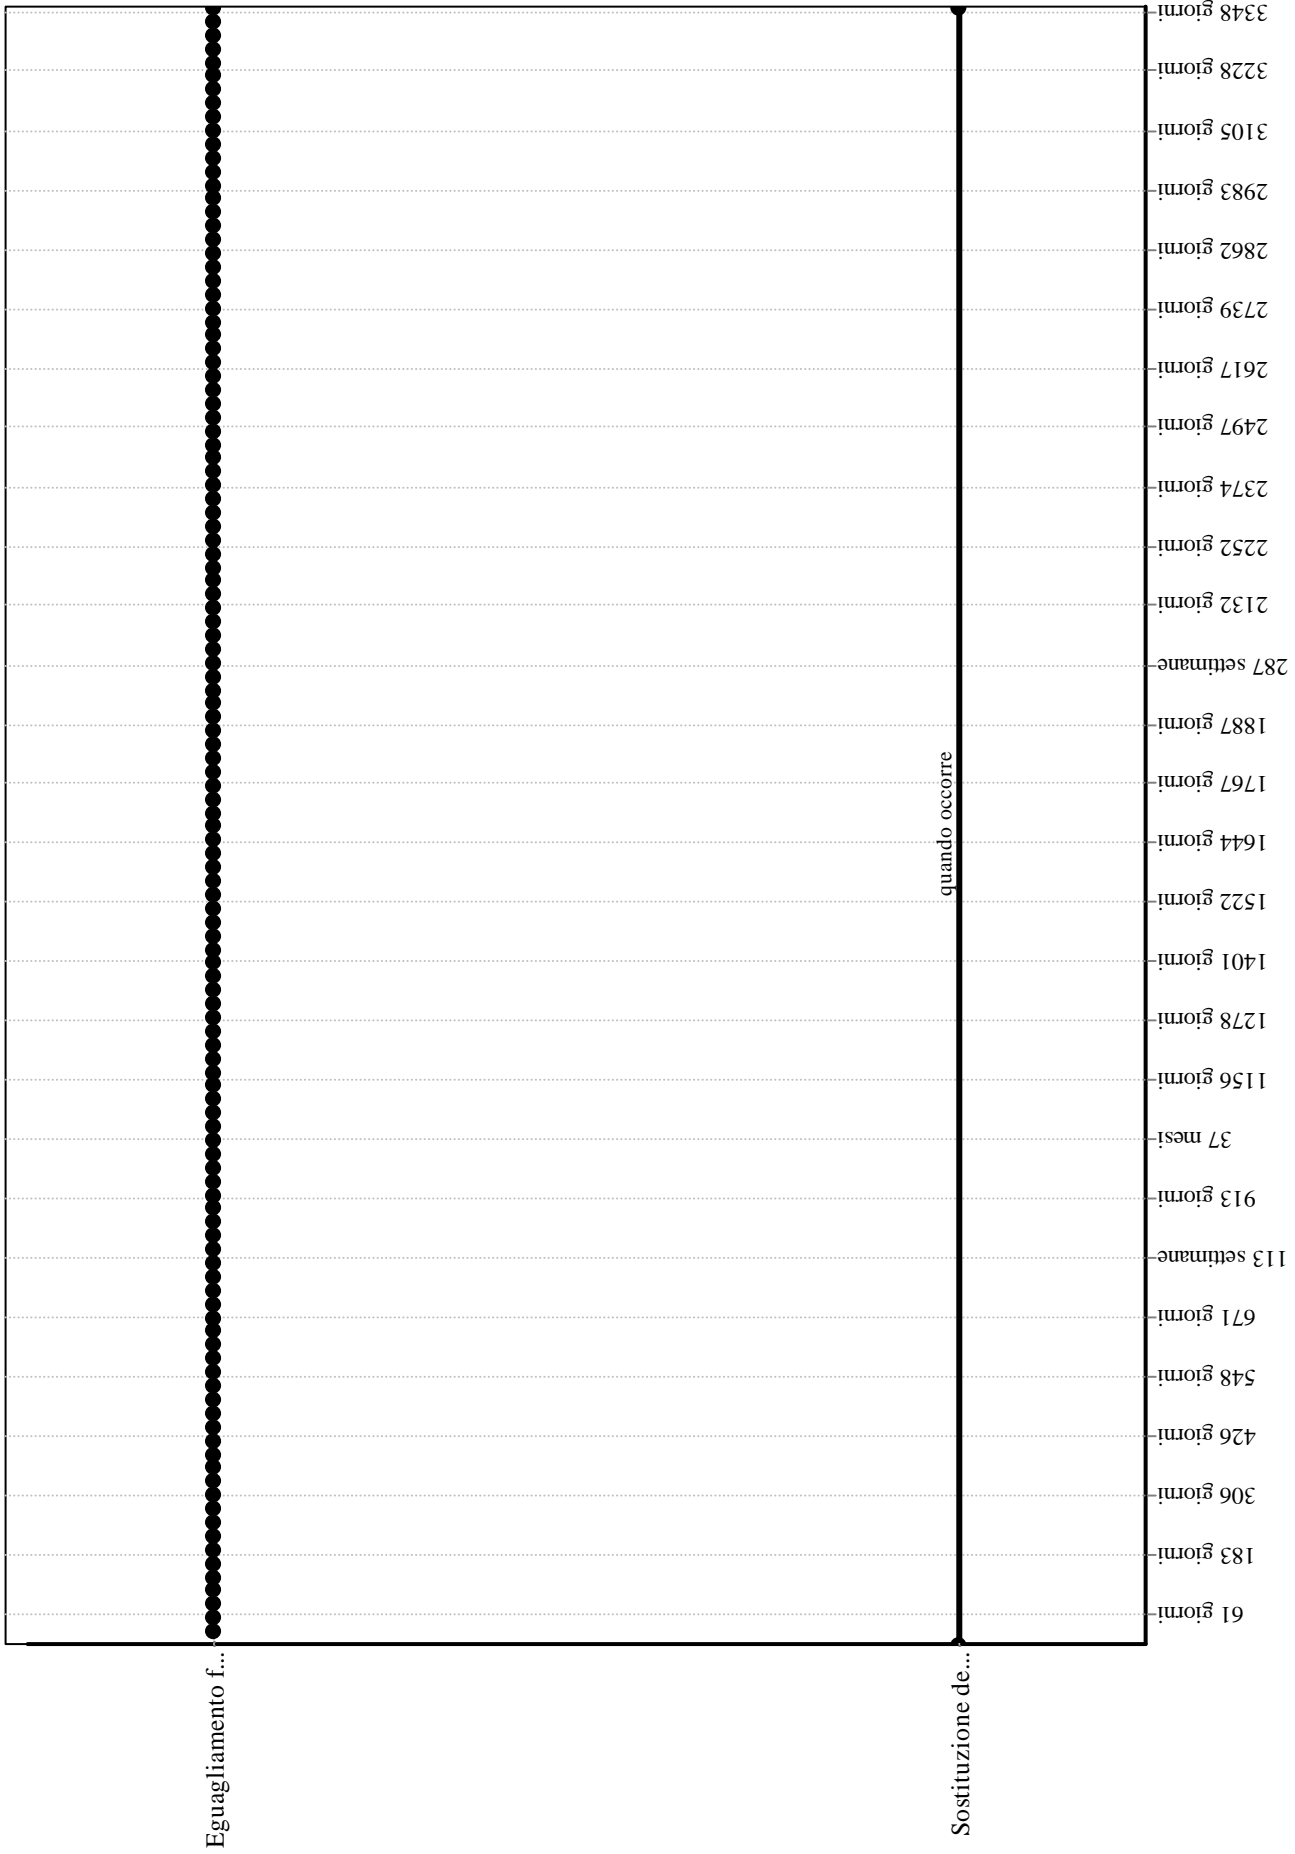 3348 giorni
3228 giorni
3105 giorni
2983 giorni
2862 giorni
2739 giorni
2617 giorni
2497 giorni
2374 giorni
2252 giorni
2132 giorni
287 settimane
1887 giorni
1767 giorni
1644 giorni
1522 giorni
1401 giorni
1278 giorni
1156 giorni
37 mesi
913 giorni
113 settimane
671 giorni
548 giorni
426 giorni
306 giorni
183 giorni
61 giorni
quando occorre
Eguagliamento f...
Sostituzione de...